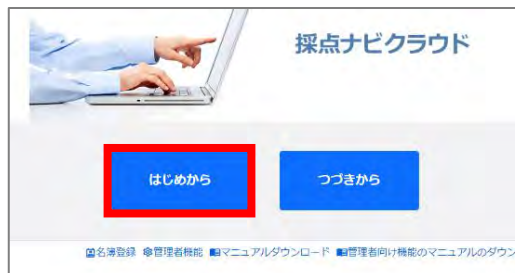 採点ナビクラウド
はじめから
つづきから
名簿登録 管理者機能 マニュアルダウンロード 管理者向け機能のマニュアルのダウン